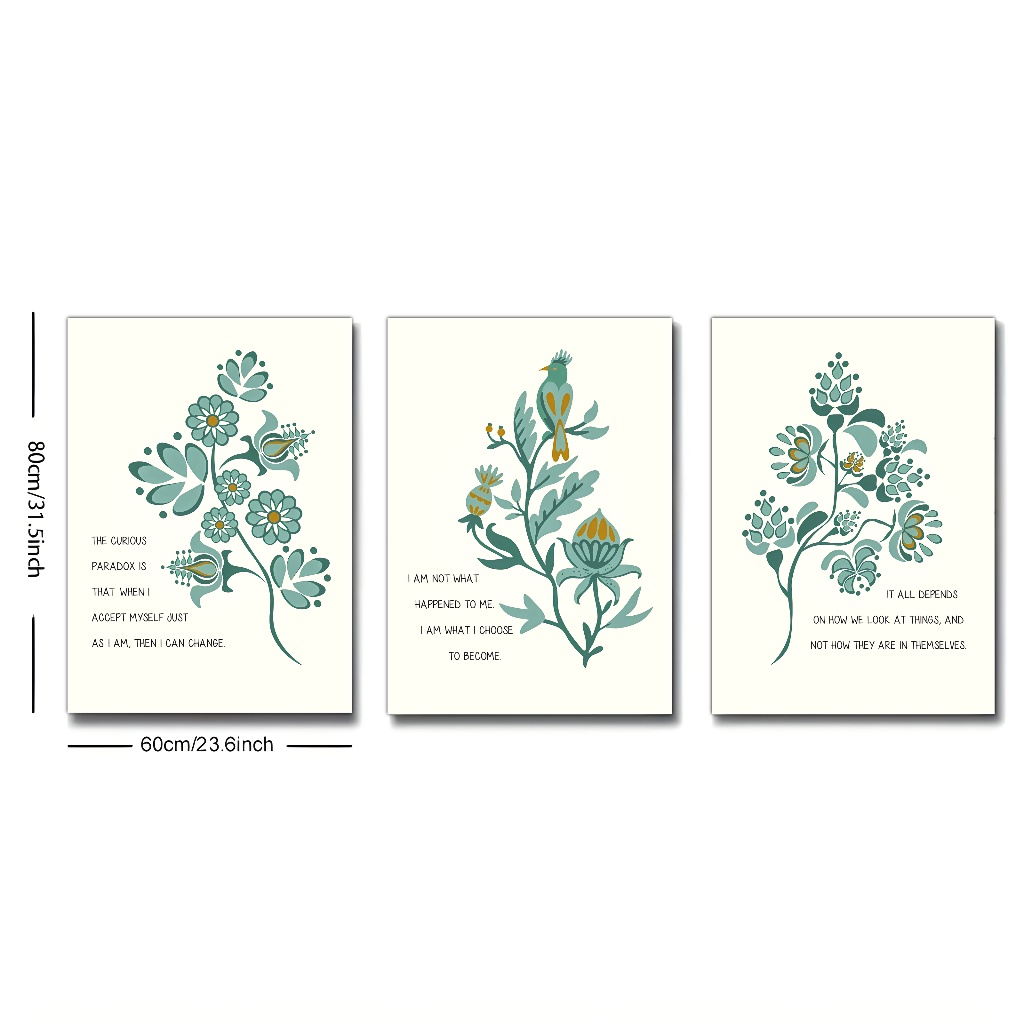 80cm/31.5inch
THE CURIOUS
PARADOX IS
THAT WHEN I
ACCEPT MYSELF JUST
AS I AM, THEN I CAN CHANGE.
I AM NOT WHAT
HAPPENED TO ME.
I AM WHAT I CHOOSE
TO BECOME.
IT ALL DEPENDS
ON HOW WE LOOK AT THINGS, AND
NOT HOW THEY ARE IN THEMSELVES.
60cm/23.6inch